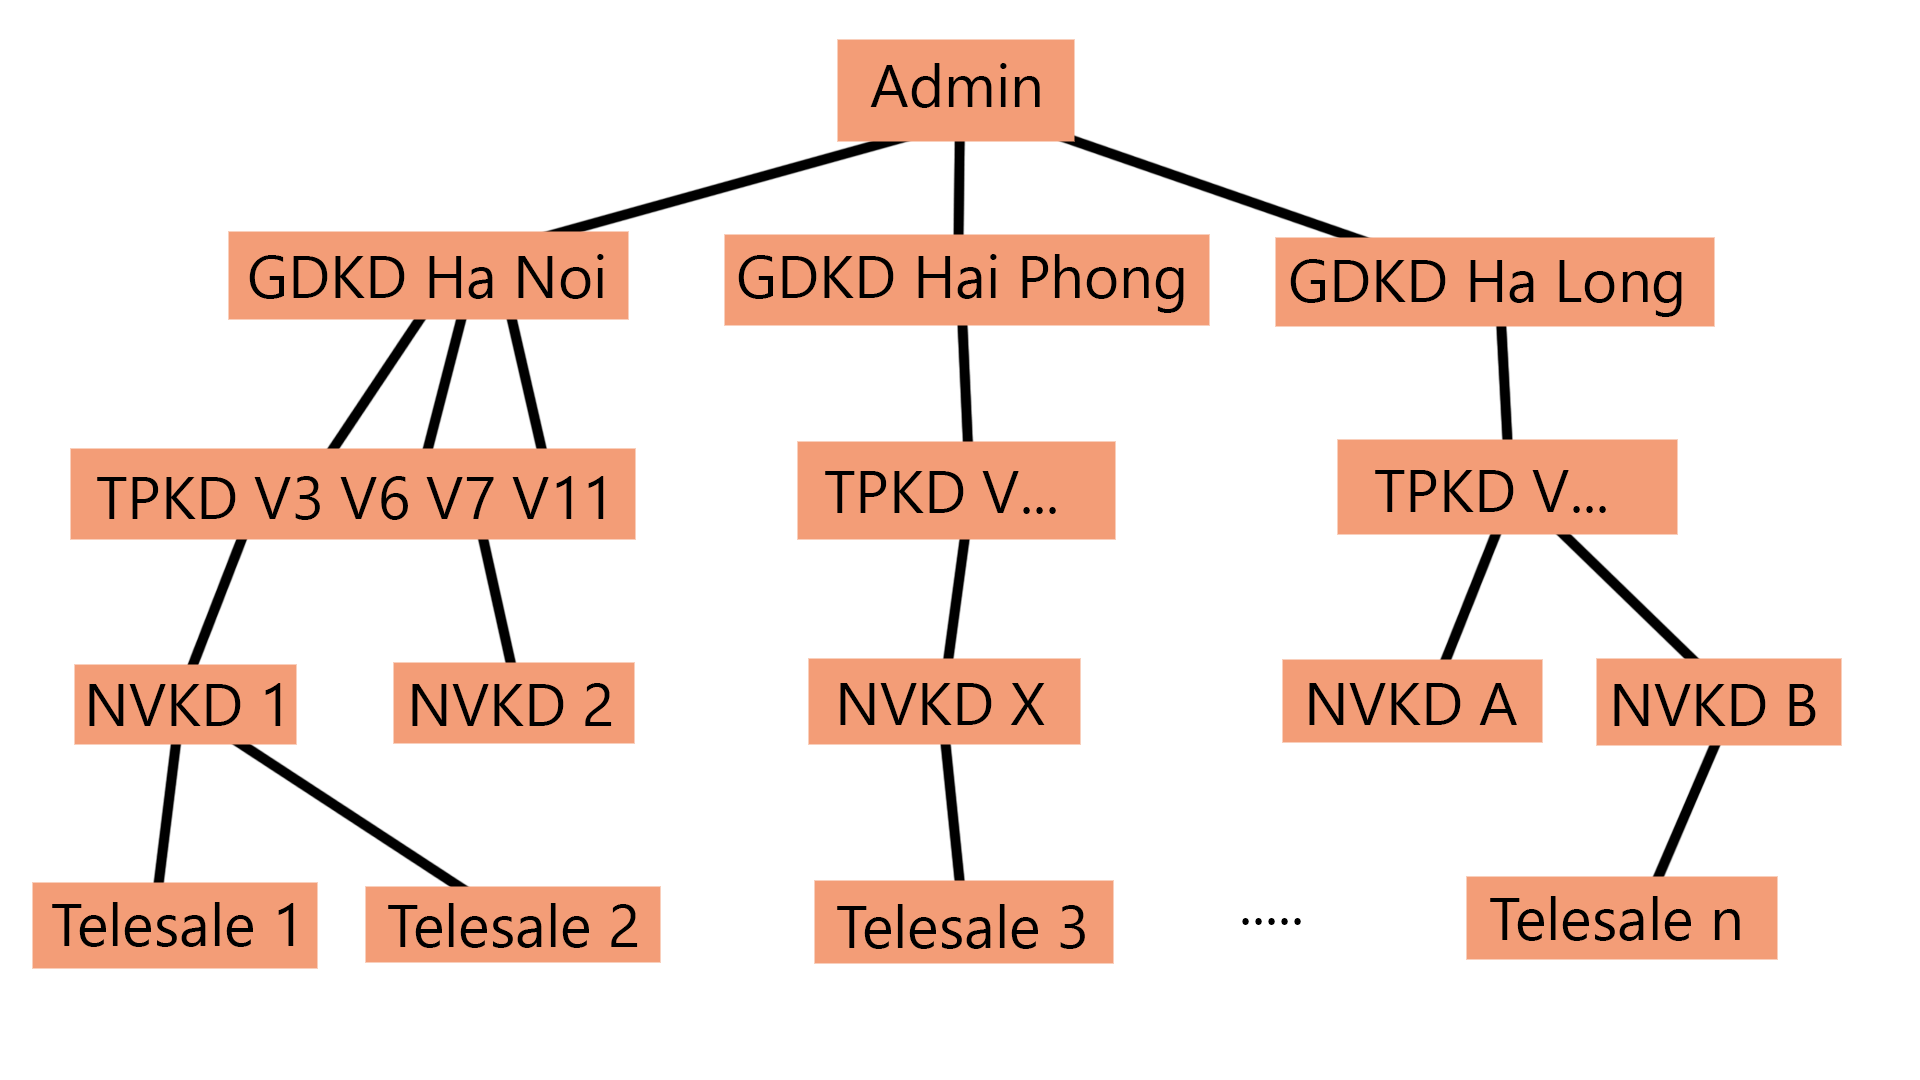 Admin
GDKD Ha Noi
GDKD Hai Phong
GDKD Ha Long
TPKD V3 V6 V7 V11
TPKD V...
TPKD V...
NVKD 1
NVKD 2
NVKD X
NVKD A
NVKD B
Telesale 1
Telesale 2
Telesale 3
.....
Telesale n